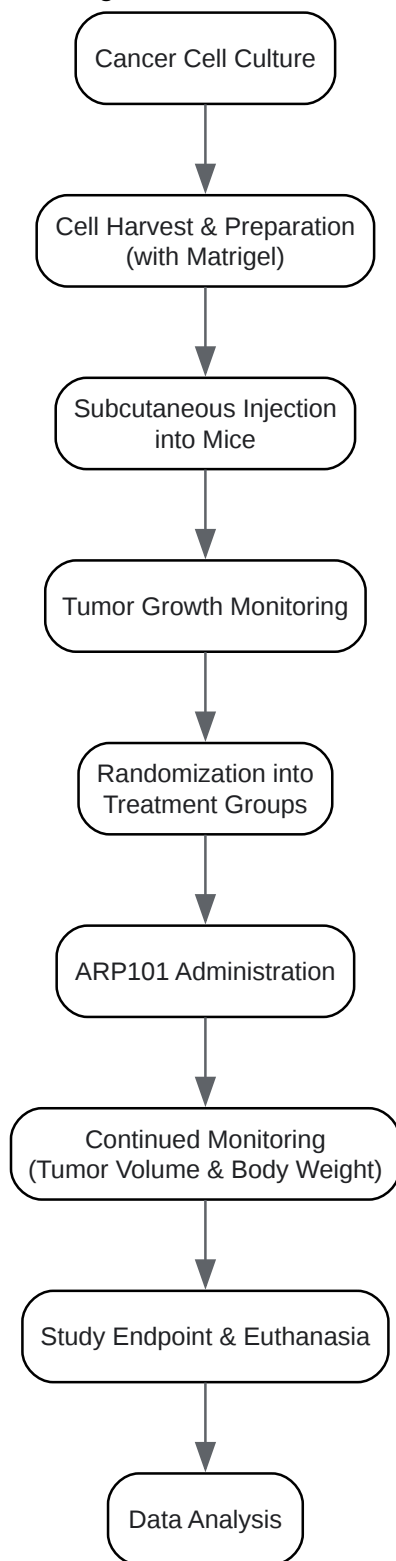 Cancer Cell Culture
Cell Harvest & Preparation
(with Matrigel)
Subcutaneous Injection
into Mice
Tumor Growth Monitoring
Randomization into
Treatment Groups
ARP101 Administration
Continued Monitoring
(Tumor Volume & Body Weight)
Study Endpoint & Euthanasia
Data Analysis